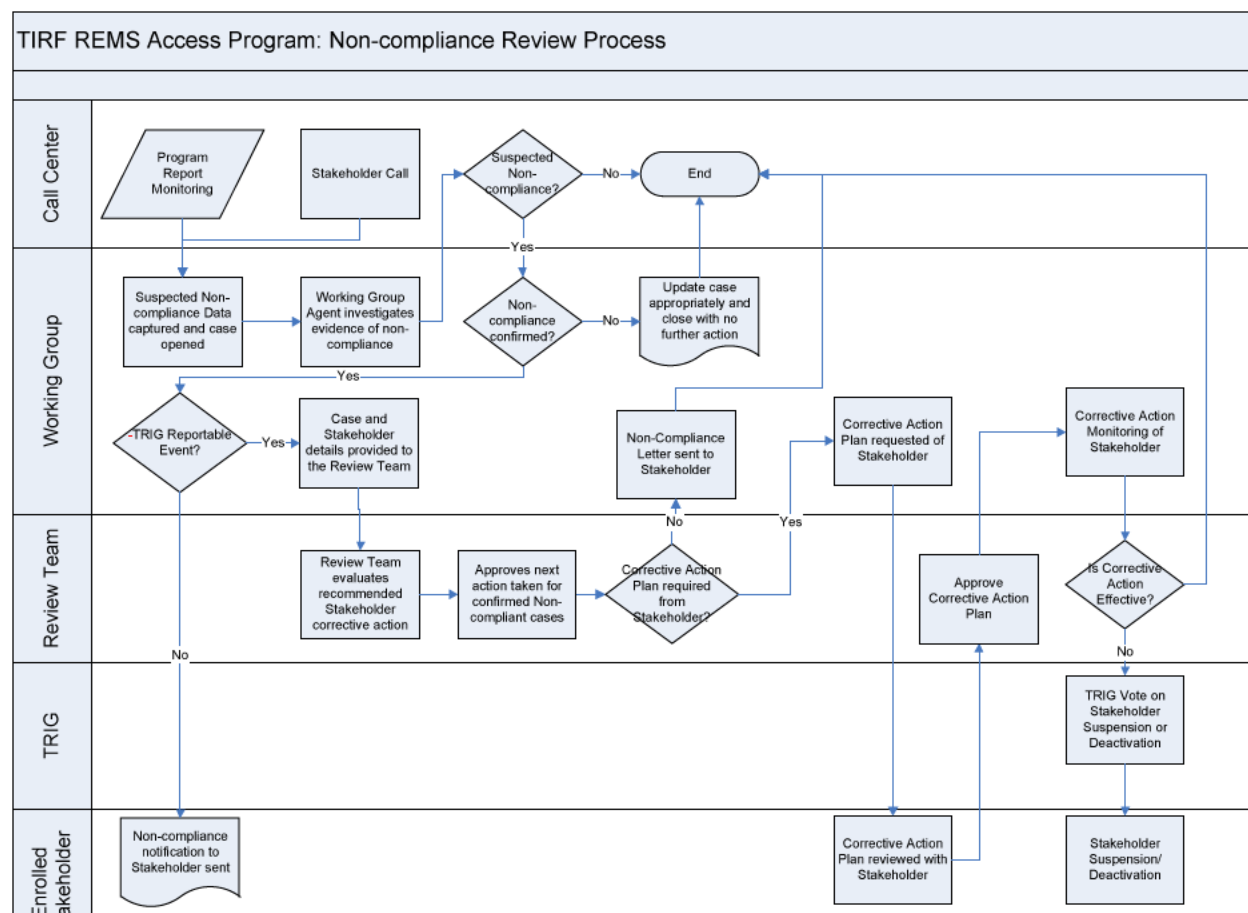 TIRF REMS Access Program: Non-compliance Review Process
Call Center
Program
Report
Monitoring
Stakeholder Call
Suspected
Non-
compliance?
No
End
Yes
Working Group
Suspected Non-
compliance Data
captured and case
opened
Working Group
Agent investigates
evidence of non-
compliance
Non-
compliance
confirmed?
No
Update case
appropriately and
close with no
further action
Yes
-TRIG Reportable
Event?
Yes
Case and
Stakeholder
details provided to
the Review Team
Non-Compliance
Letter sent to
Stakeholder
Corrective Action
Plan requested of
Stakeholder
Corrective Action
Monitoring of
Stakeholder
No
Yes
Review Team
Review Team
evaluates
recommended
Stakeholder
corrective action
Approves next
action taken for
confirmed Non-
compliant cases
Corrective Action
Plan required
from
Stakeholder?
Approve
Corrective Action
Plan
Is Corrective
Action
Effective?
No
No
TRIG
TRIG Vote on
Stakeholder
Suspension or
Deactivation
Enrolled
akeholder
Non-compliance
notification to
Stakeholder sent
Corrective Action
Plan reviewed with
Stakeholder
Stakeholder
Suspension/
Deactivation